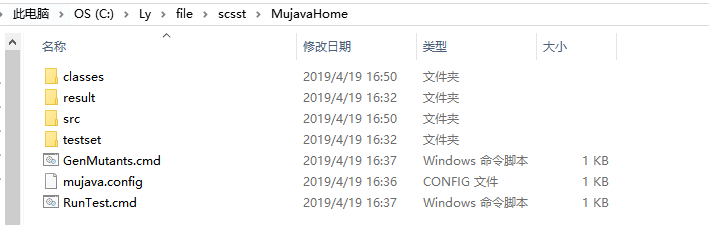 此电脑 > OS (C:) > Ly > file > scsst > MujavaHome
名称 修改日期 类型 大小
classes 2019/4/19 16:50 文件夹
result 2019/4/19 16:32 文件夹
src 2019/4/19 16:50 文件夹
testset 2019/4/19 16:32 文件夹
GenMutants.cmd 2019/4/19 16:37 Windows 命令脚本 1 KB
mujava.config 2019/4/19 16:36 CONFIG 文件 1 KB
RunTest.cmd 2019/4/19 16:37 Windows 命令脚本 1 KB